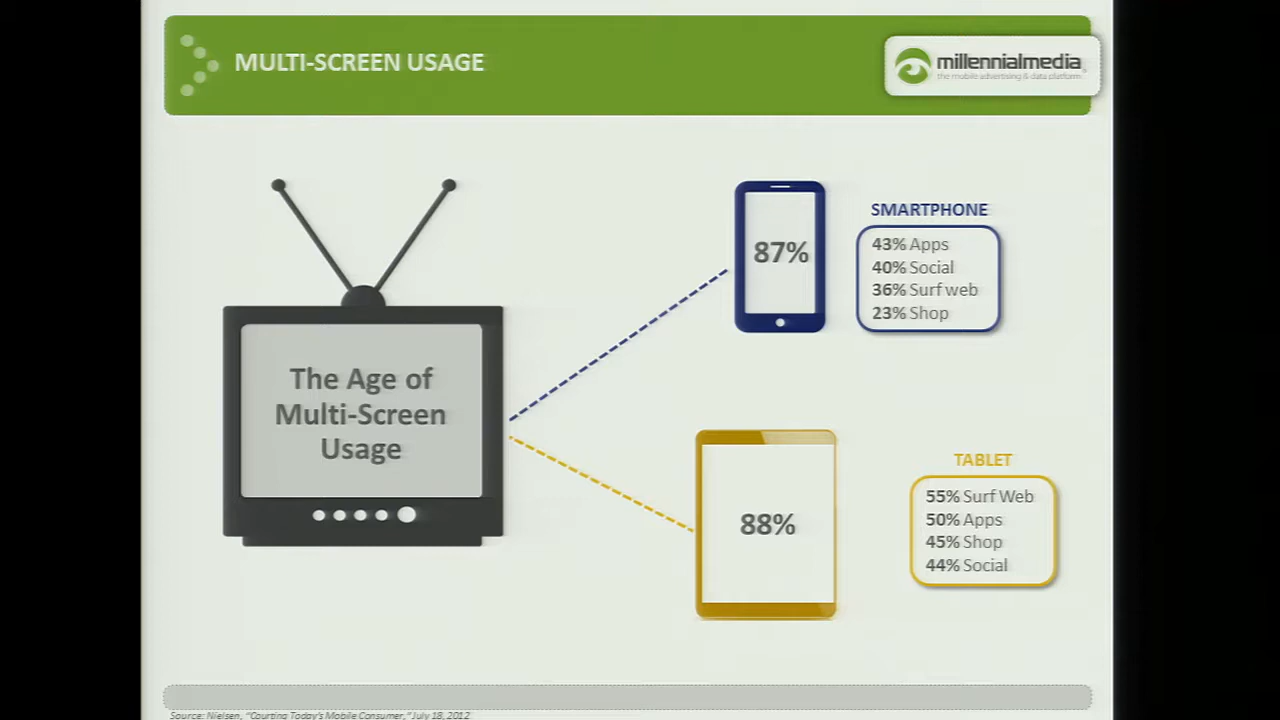 MULTI-SCREEN USAGE
millennialmedia
the mobile advertising & data platform
The Age of
Multi-Screen
Usage
87%
SMARTPHONE
43% Apps
40% Social
36% Surf web
23% Shop
88%
TABLET
55% Surf Web
50% Apps
45% Shop
44% Social
Source: Nielsen, "Courting Today's Mobile Consumer," July 18, 2012